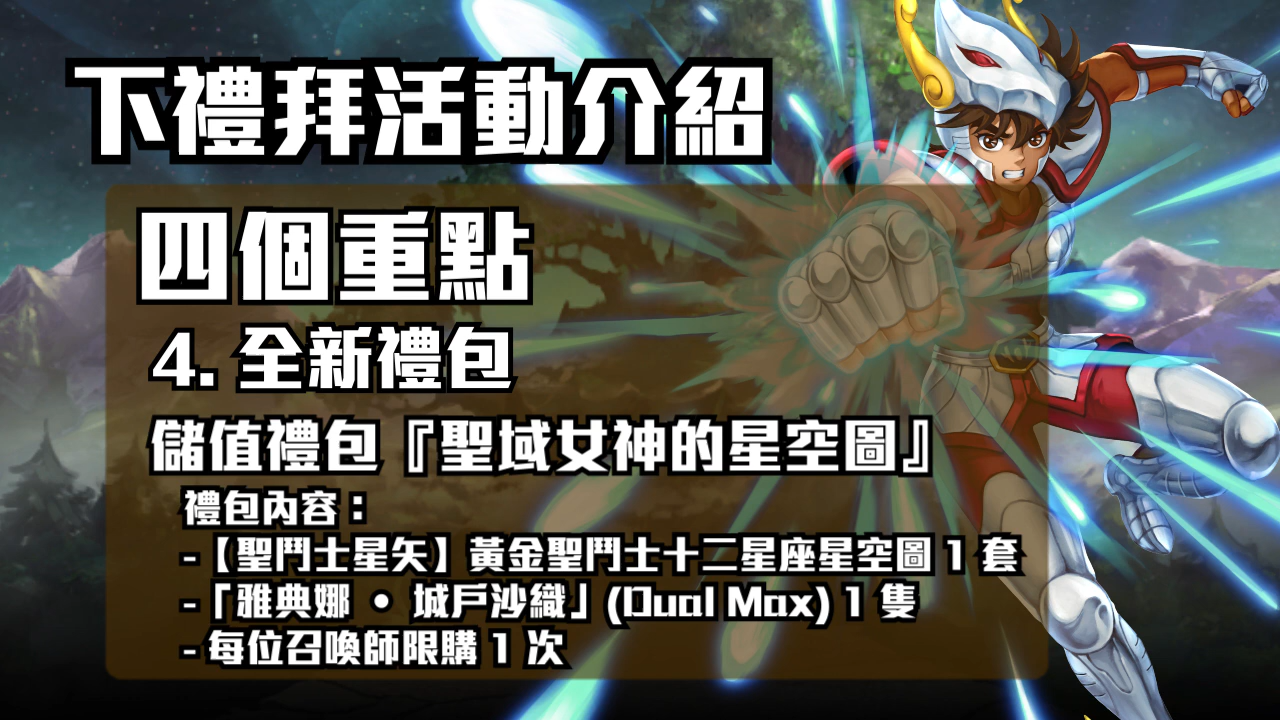 下禮拜活動介紹
四個重點
4. 全新禮包
儲值禮包『聖域女神的星空圖』
禮包內容：
-【聖鬥士星矢】黃金聖鬥士十二星座星空圖 1 套
-「雅典娜 • 城戶沙織」(Dual Max) 1 隻
- 每位召喚師限購 1 次